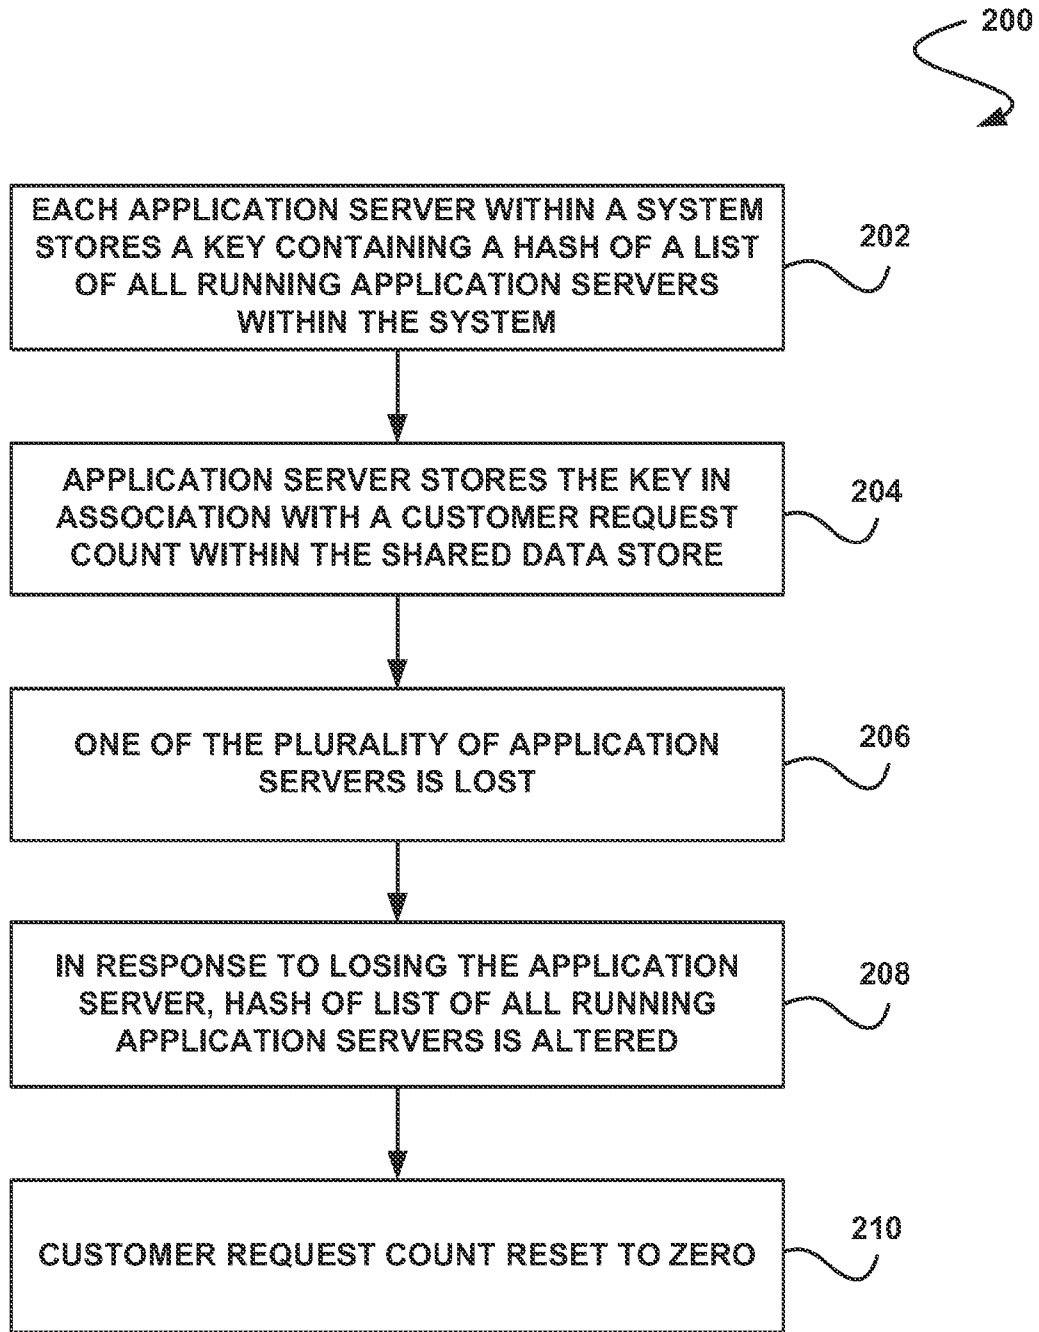 200
EACH APPLICATION SERVER WITHIN A SYSTEM
STORES A KEY CONTAINING A HASH OF A LIST
OF ALL RUNNING APPLICATION SERVERS
WITHIN THE SYSTEM
202
APPLICATION SERVER STORES THE KEY IN
ASSOCIATION WITH A CUSTOMER REQUEST
COUNT WITHIN THE SHARED DATA STORE
204
ONE OF THE PLURALITY OF APPLICATION
SERVERS IS LOST
206
IN RESPONSE TO LOSING THE APPLICATION
SERVER, HASH OF LIST OF ALL RUNNING
APPLICATION SERVERS IS ALTERED
208
CUSTOMER REQUEST COUNT RESET TO ZERO
210